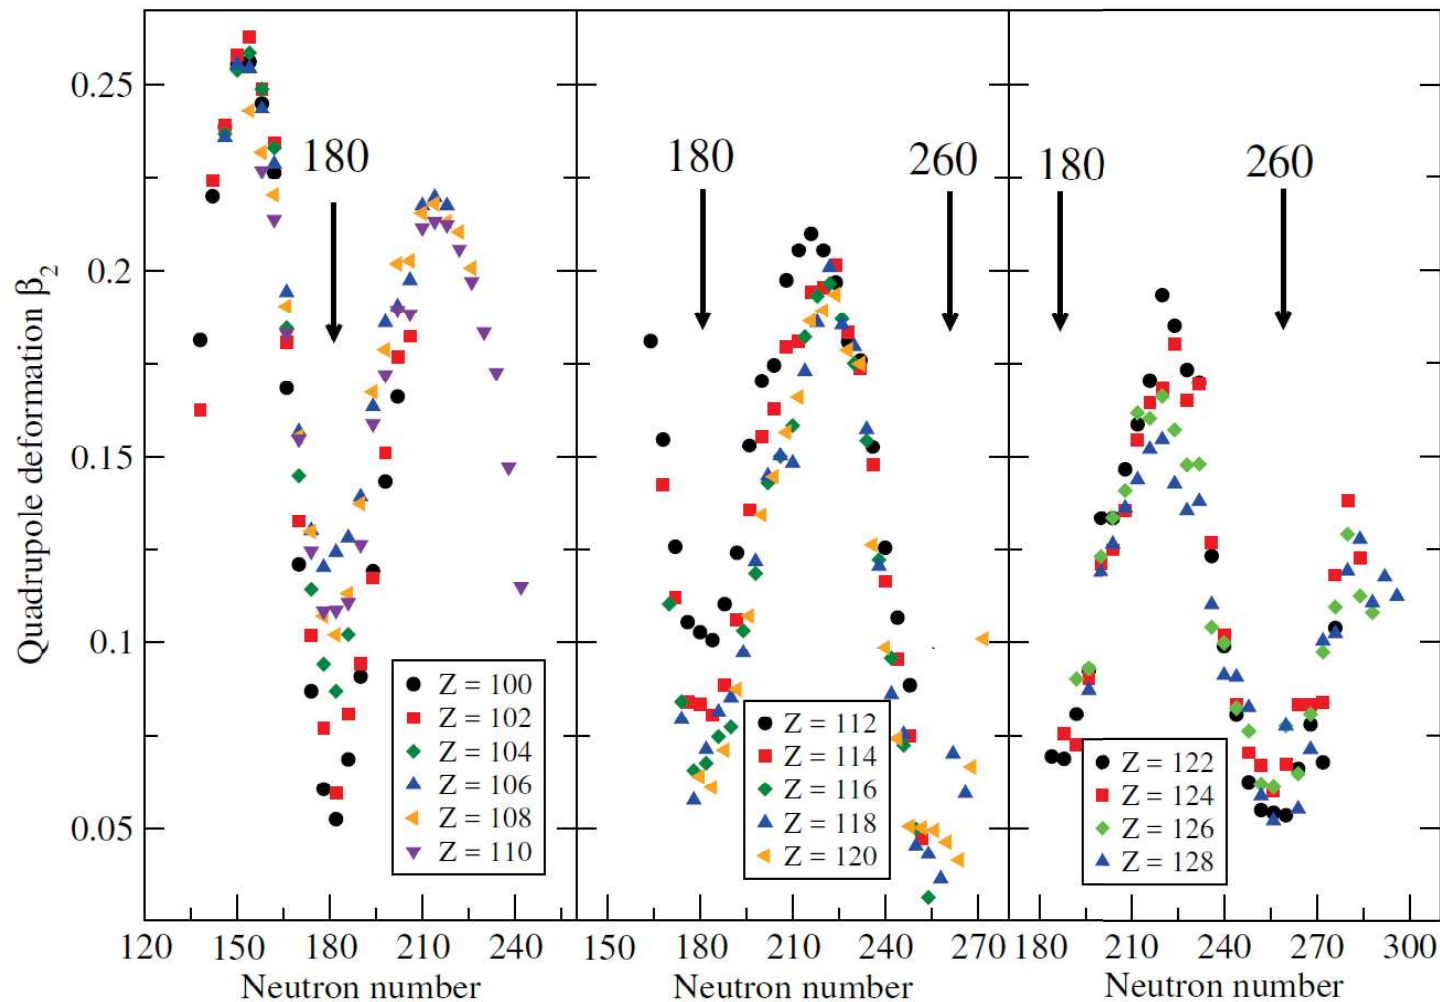 Quadrupole deformation β2
0.25
0.2
0.15
0.1
0.05
180
180
260
180
260
Z = 100
Z = 102
Z = 104
Z = 106
Z = 108
Z = 110
Z = 112
Z = 114
Z = 116
Z = 118
Z = 120
Z = 122
Z = 124
Z = 126
Z = 128
120 150 180 210 240
150 180 210 240 270
180 210 240 270 300
Neutron number
Neutron number
Neutron number